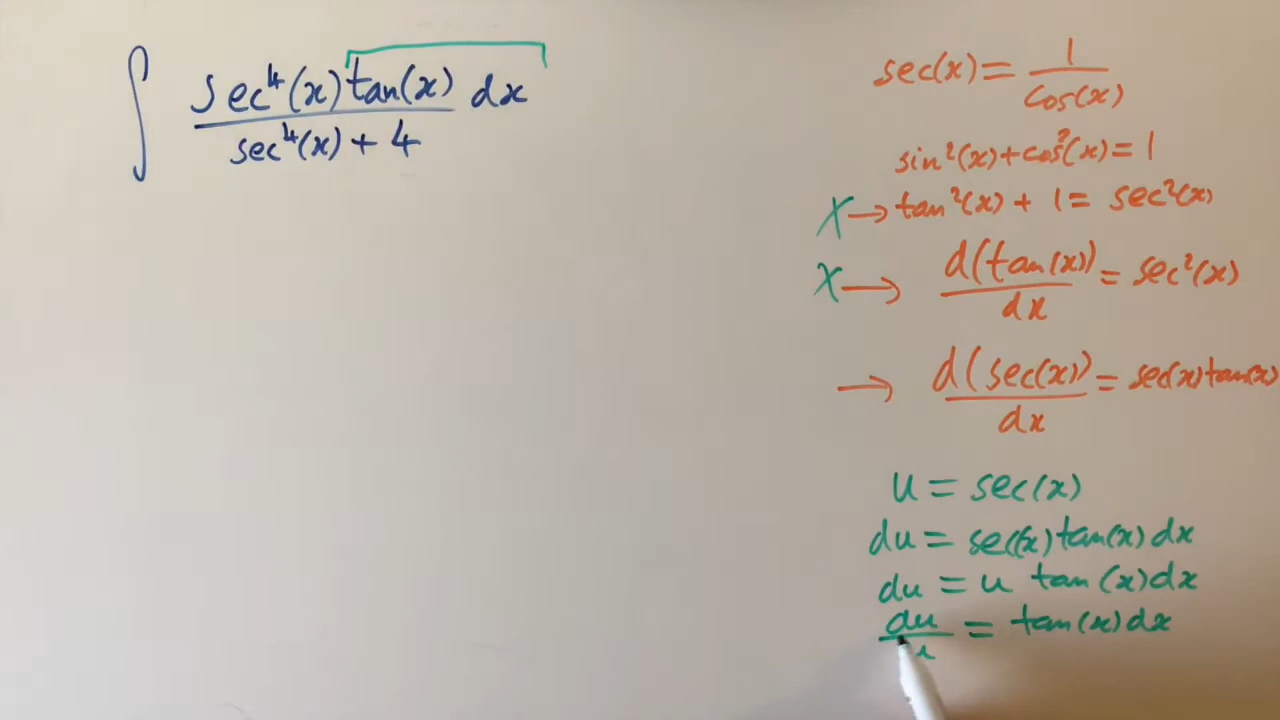 ∫ sec⁴(x) tan(x) dx / sec⁴(x) + 4
sec(x) = 1 / cos(x)
sin²(x) + cos²(x) = 1
X → tan²(x) + 1 = sec²(x)
X → d(tan(x)) / dx = sec²(x)
→ d(sec(x)) / dx = sec(x) tan(x)
u = sec(x)
du = sec(x) tan(x) dx
du = u tan(x) dx
du / u = tan(x) dx